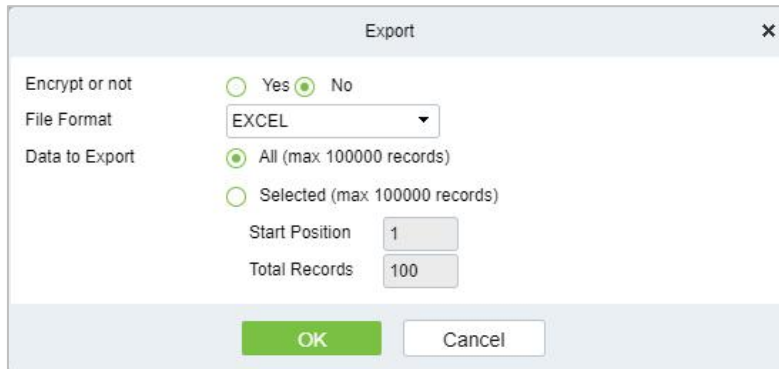 Export
Encrypt or not Yes No
File Format EXCEL
Data to Export All (max 100000 records)
Selected (max 100000 records)
Start Position 1
Total Records 100
OK Cancel